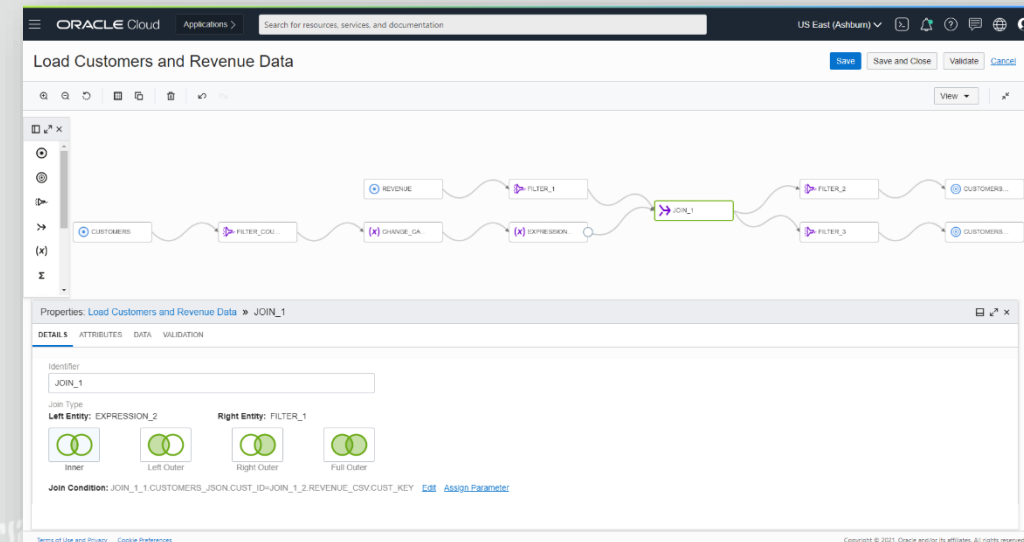 ORACLE Cloud
Applications
Search for resources, services, and documentation
US East (Ashburn)
Load Customers and Revenue Data
Save
Save and Close
Validate
Cancel
View
REVENUE
FILTER_1
FILTER_2
CUSTOMERS...
JOIN_1
CUSTOMERS
FILTER_COU...
CHANGE_CA...
EXPRESSION...
FILTER_3
CUSTOMERS...
(x)
Σ
Properties: Load Customers and Revenue Data » JOIN_1
DETAILS ATTRIBUTES DATA VALIDATION
Identifier
JOIN_1
Join Type
Left Entity: EXPRESSION_2 Right Entity: FILTER_1
Inner Left Outer Right Outer Full Outer
Join Condition: JOIN_1_1.CUSTOMERS_JSON.CUST_ID=JOIN_1_2.REVENUE_CSV.CUST_KEY Edit Assign Parameter
Terms of Use and Privacy Cookie Preferences
Copyright © 2021, Oracle and/or its affiliates. All rights reserved